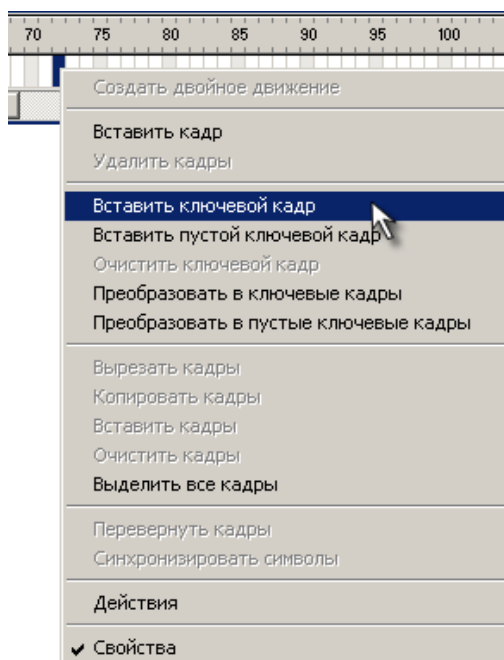 70 75 80 85 90 95 100
Создать двойное движение
Вставить кадр
Удалить кадры
Вставить ключевой кадр
Вставить пустой ключевой кадр
Очистить ключевой кадр
Преобразовать в ключевые кадры
Преобразовать в пустые ключевые кадры
Вырезать кадры
Копировать кадры
Вставить кадры
Очистить кадры
Выделить все кадры
Перевернуть кадры
Синхронизировать символы
Действия
Свойства